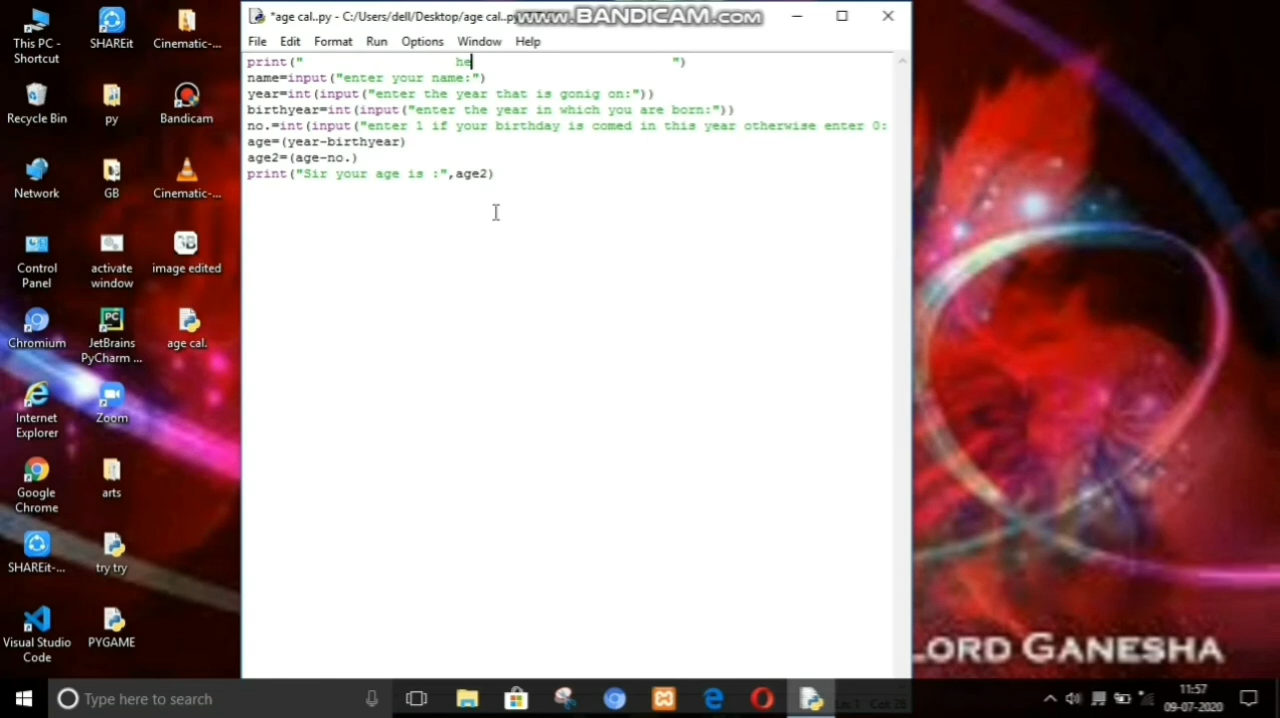 *age cal..py - C:/Users/dell/Desktop/age cal..py
www.BANDICAM.com
File Edit Format Run Options Window Help
print("                   he                         ")
name=input("enter your name:")
year=int(input("enter the year that is gonig on:"))
birthyear=int(input("enter the year in which you are born:"))
no.=int(input("enter 1 if your birthday is comed in this year otherwise enter 0:
age=(year-birthyear)
age2=(age-no.)
print("Sir your age is :",age2)
This PC - Shortcut
SHAREit
Cinematic-...
Recycle Bin
py
Bandicam
Network
GB
Cinematic-...
Control Panel
activate window
image edited
Chromium
JetBrains PyCharm ...
age cal.
Internet Explorer
Zoom
Google Chrome
arts
SHAREit-...
try try
Visual Studio Code
PYGAME
LORD GANESHA
Type here to search
11:57
09-07-2020